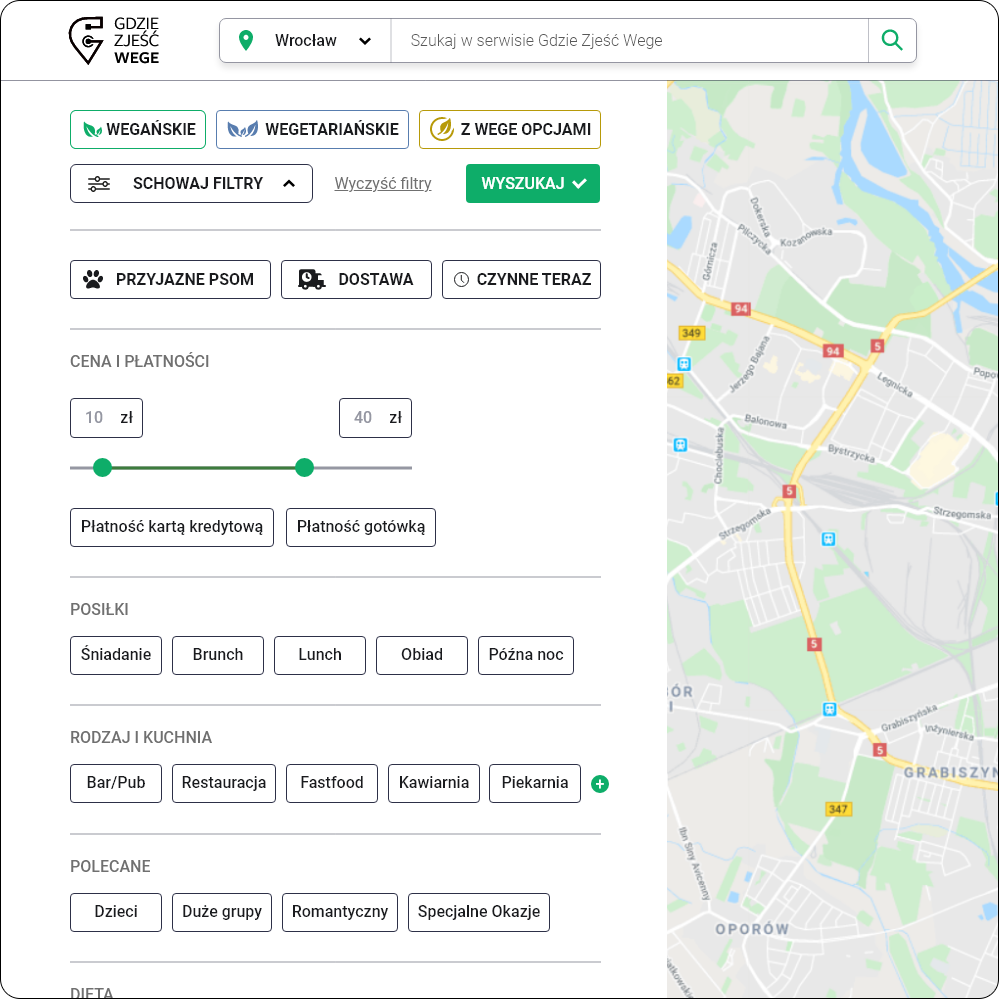 GDZIE
ZJEŚĆ
WEGE
Wrocław
Szukaj w serwisie Gdzie Zjeść Wege
WEGAŃSKIE
WEGETARIAŃSKIE
Z WEGE OPCJAMI
SCHOWAJ FILTRY
Wyczyść filtry
WYSZUKAJ
PRZYJAZNE PSOM
DOSTAWA
CZYNNE TERAZ
CENA I PŁATNOŚCI
10 zł
40 zł
Płatność kartą kredytową
Płatność gotówką
POSIŁKI
Śniadanie
Brunch
Lunch
Obiad
Późna noc
RODZAJ I KUCHNIA
Bar/Pub
Restauracja
Fastfood
Kawiarnia
Piekarnia
POLECANE
Dzieci
Duże grupy
Romantyczny
Specjalne Okazje
DIETA
Dokerska
Pilczycka
Kozanowska
Górnicza
94
349
94
5
62
Jerzego Bajana
Legnicka
Popo
Balonowa
Bystrzycka
Chociebuska
5
Strzegomska
Strzegomska
5
ÓR
I
Grabiszyńska
Inżynierska
5
GRABISZYN
347
Ibn Siny Awicenny
OPORÓW